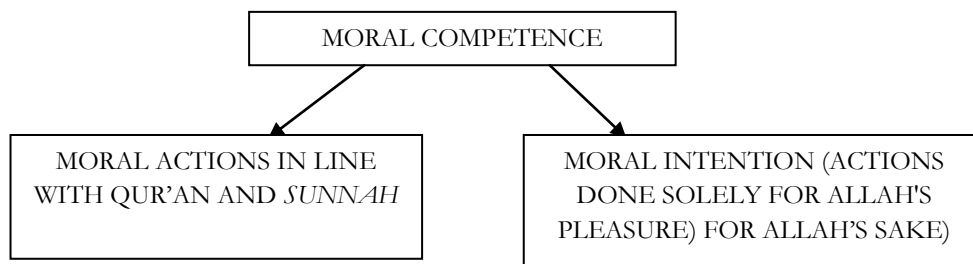 MORAL COMPETENCE
MORAL ACTIONS IN LINE
WITH QUR’AN AND SUNNAH
MORAL INTENTION (ACTIONS
DONE SOLELY FOR ALLAH'S
PLEASURE) FOR ALLAH’S SAKE)